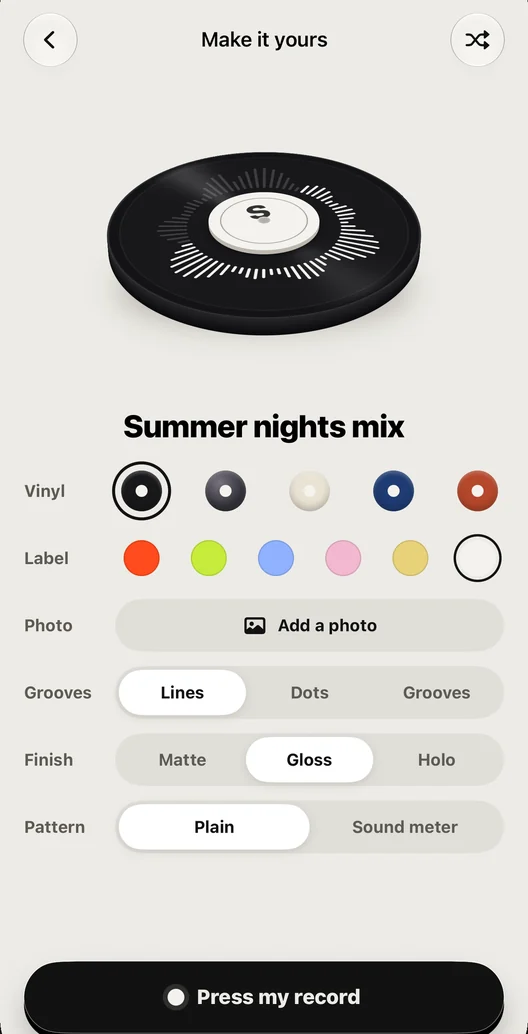 Make it yours
S
Summer nights mix
Vinyl
Label
Photo Add a photo
Grooves Lines Dots Grooves
Finish Matte Gloss Holo
Pattern Plain Sound meter
Press my record